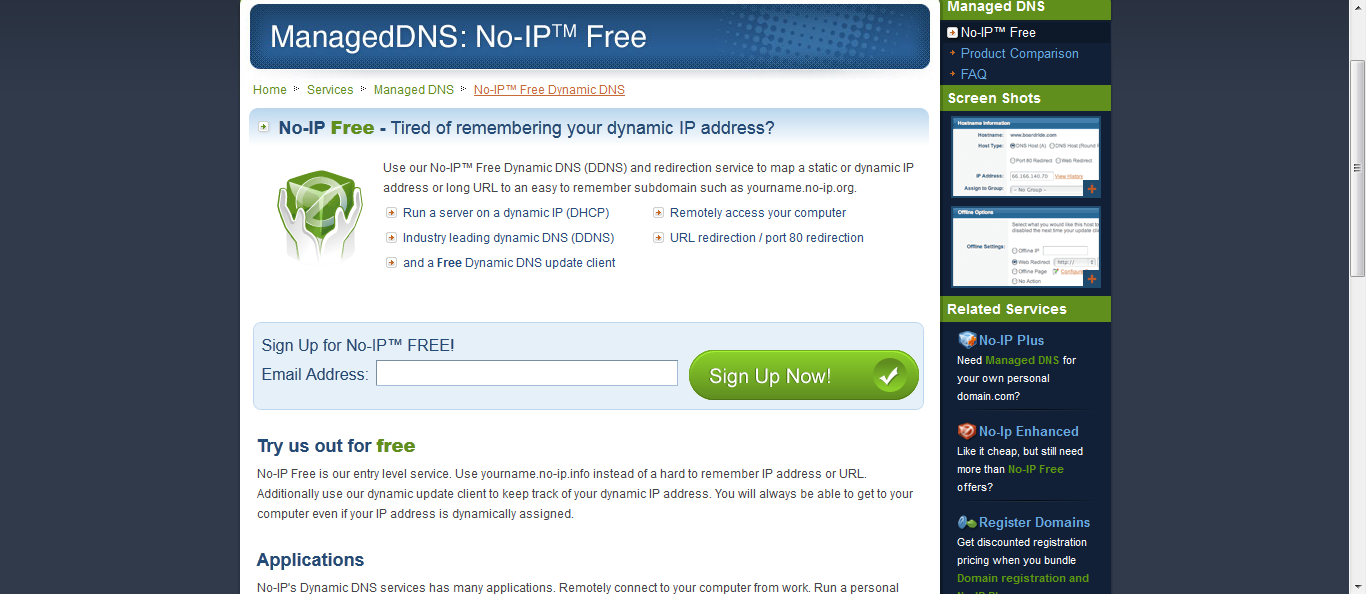 ManagedDNS: No-IP™ Free
Home Services Managed DNS No-IP™ Free Dynamic DNS
No-IP Free - Tired of remembering your dynamic IP address?
Use our No-IP™ Free Dynamic DNS (DDNS) and redirection service to map a static or dynamic IP
address or long URL to an easy to remember subdomain such as yourname.no-ip.org.
Run a server on a dynamic IP (DHCP)
Remotely access your computer
Industry leading dynamic DNS (DDNS)
URL redirection / port 80 redirection
and a Free Dynamic DNS update client
Sign Up for No-IP™ FREE!
Email Address:
Sign Up Now!
Try us out for free
No-IP Free is our entry level service. Use yourname.no-ip.info instead of a hard to remember IP address or URL.
Additionally use our dynamic update client to keep track of your dynamic IP address. You will always be able to get to your
computer even if your IP address is dynamically assigned.
Applications
No-IP's Dynamic DNS services has many applications. Remotely connect to your computer from work. Run a personal
Managed DNS
No-IP™ Free
Product Comparison
FAQ
Screen Shots
Hostname Information
Hostname: www.boardride.com
Host Type: DNS Host (A) DNS Host (Round
Port 80 Redirect Web Redirect
IP Address: 66.166.140.70 View History
Assign to Group: - No Group -
Offline Options
Select what you would like this host to
disabled the next time your update
Offline Settings: Offline IP
Web Redirect http://
Offline Page
No Action
Related Services
No-IP Plus
Need Managed DNS for
your own personal
domain.com?
No-Ip Enhanced
Like it cheap, but still need
more than No-IP Free
offers?
Register Domains
Get discounted registration
pricing when you bundle
Domain registration and